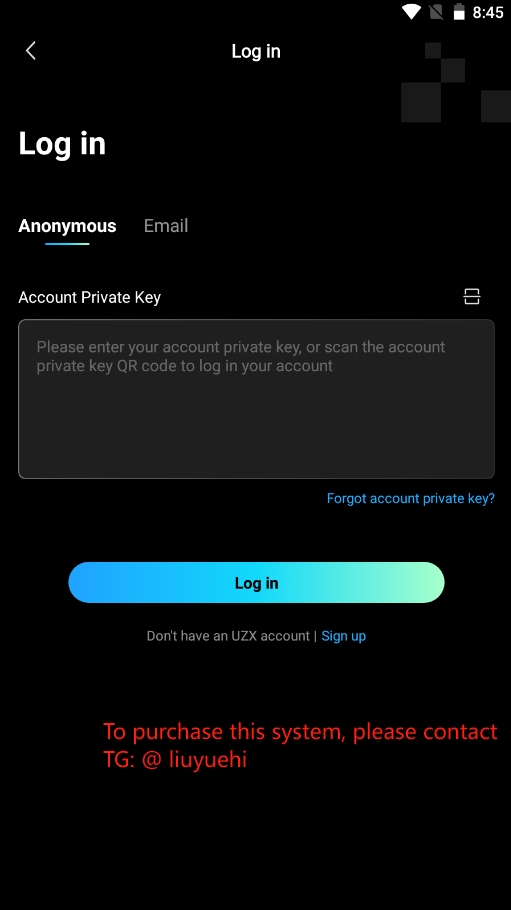 8:45
Log in
Log in
Anonymous Email
Account Private Key
Please enter your account private key, or scan the account
private key QR code to log in your account
Forgot account private key?
Log in
Don't have an UZX account | Sign up
To purchase this system, please contact
TG: @ liuyuehi